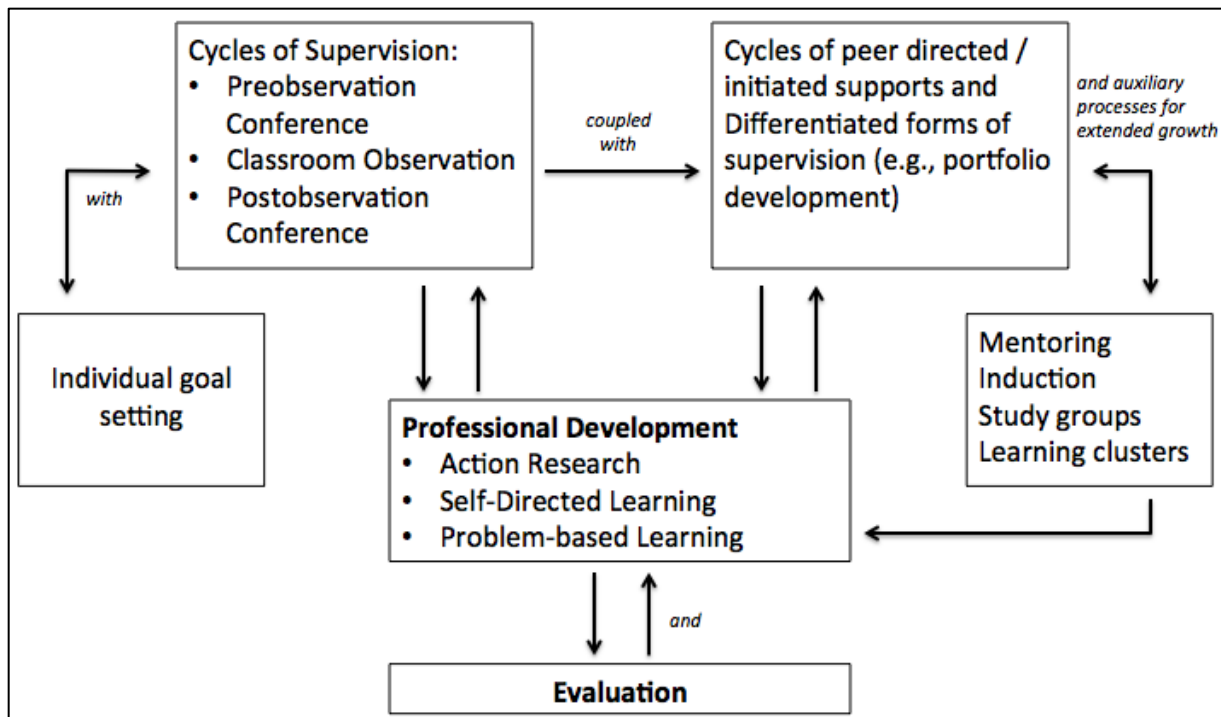 Cycles of Supervision:
• Preobservation
Conference
• Classroom Observation
• Postobservation
Conference
coupled
with
Cycles of peer directed /
initiated supports and
Differentiated forms of
supervision (e.g., portfolio
development)
and auxiliary
processes for
extended growth
with
Individual goal
setting
Mentoring
Induction
Study groups
Learning clusters
Professional Development
• Action Research
• Self-Directed Learning
• Problem-based Learning
and
Evaluation